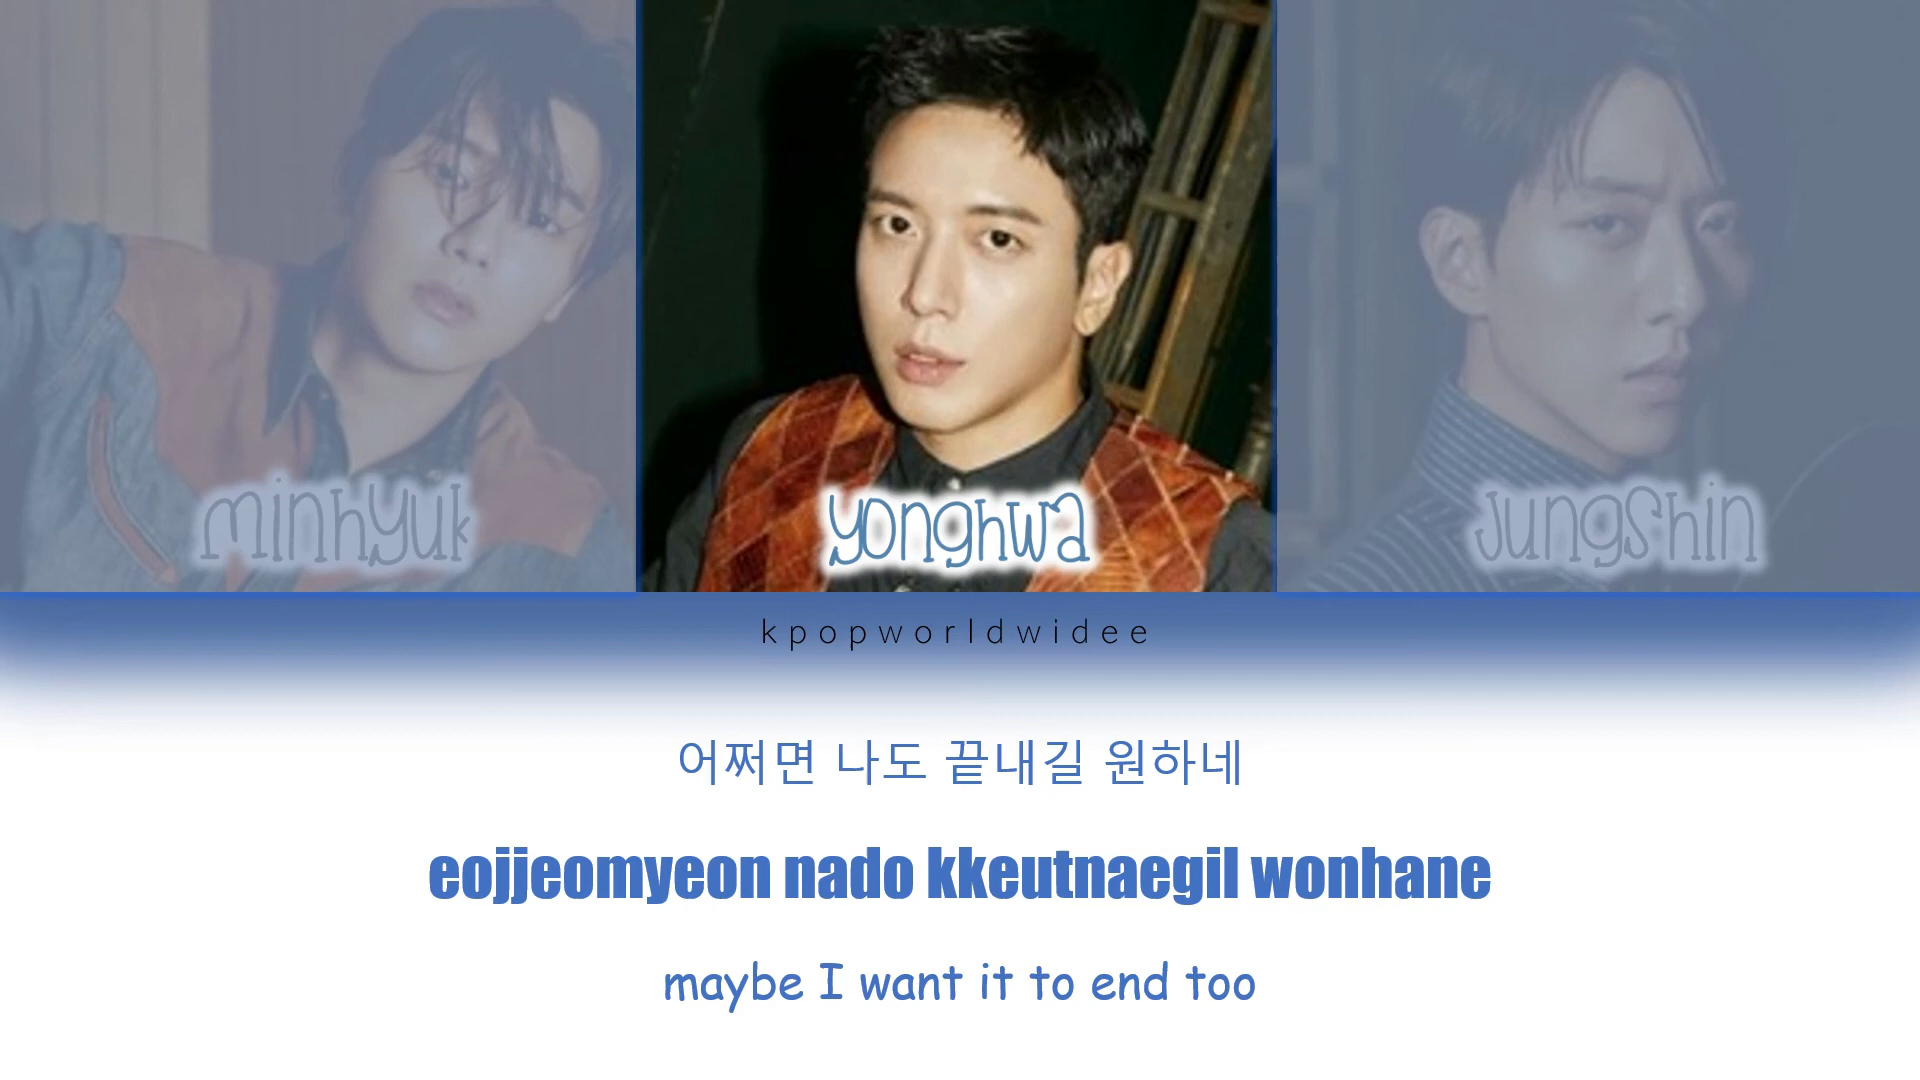 minhyuk
yonghwa
Jungshin
kpopworldwidee
어쩌면 나도 끝내길 원하네
eojjeomyeon nado kkeutnaegil wonhane
maybe I want it to end too